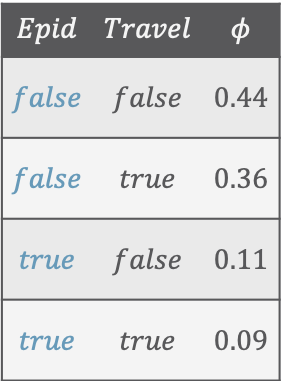 Epid Travel ϕ
false false 0.44
false true 0.36
true false 0.11
true true 0.09